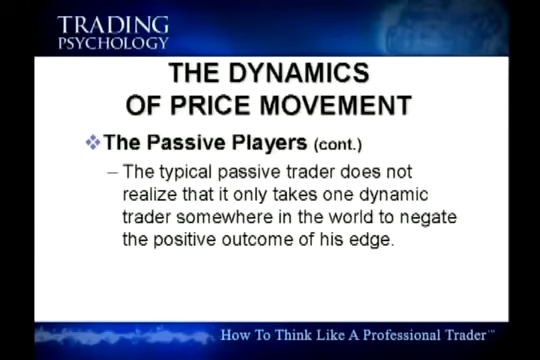 TRADING
PSYCHOLOGY
THE DYNAMICS
OF PRICE MOVEMENT
❖The Passive Players (cont.)
– The typical passive trader does not
realize that it only takes one dynamic
trader somewhere in the world to negate
the positive outcome of his edge.
How To Think Like A Professional Trader™